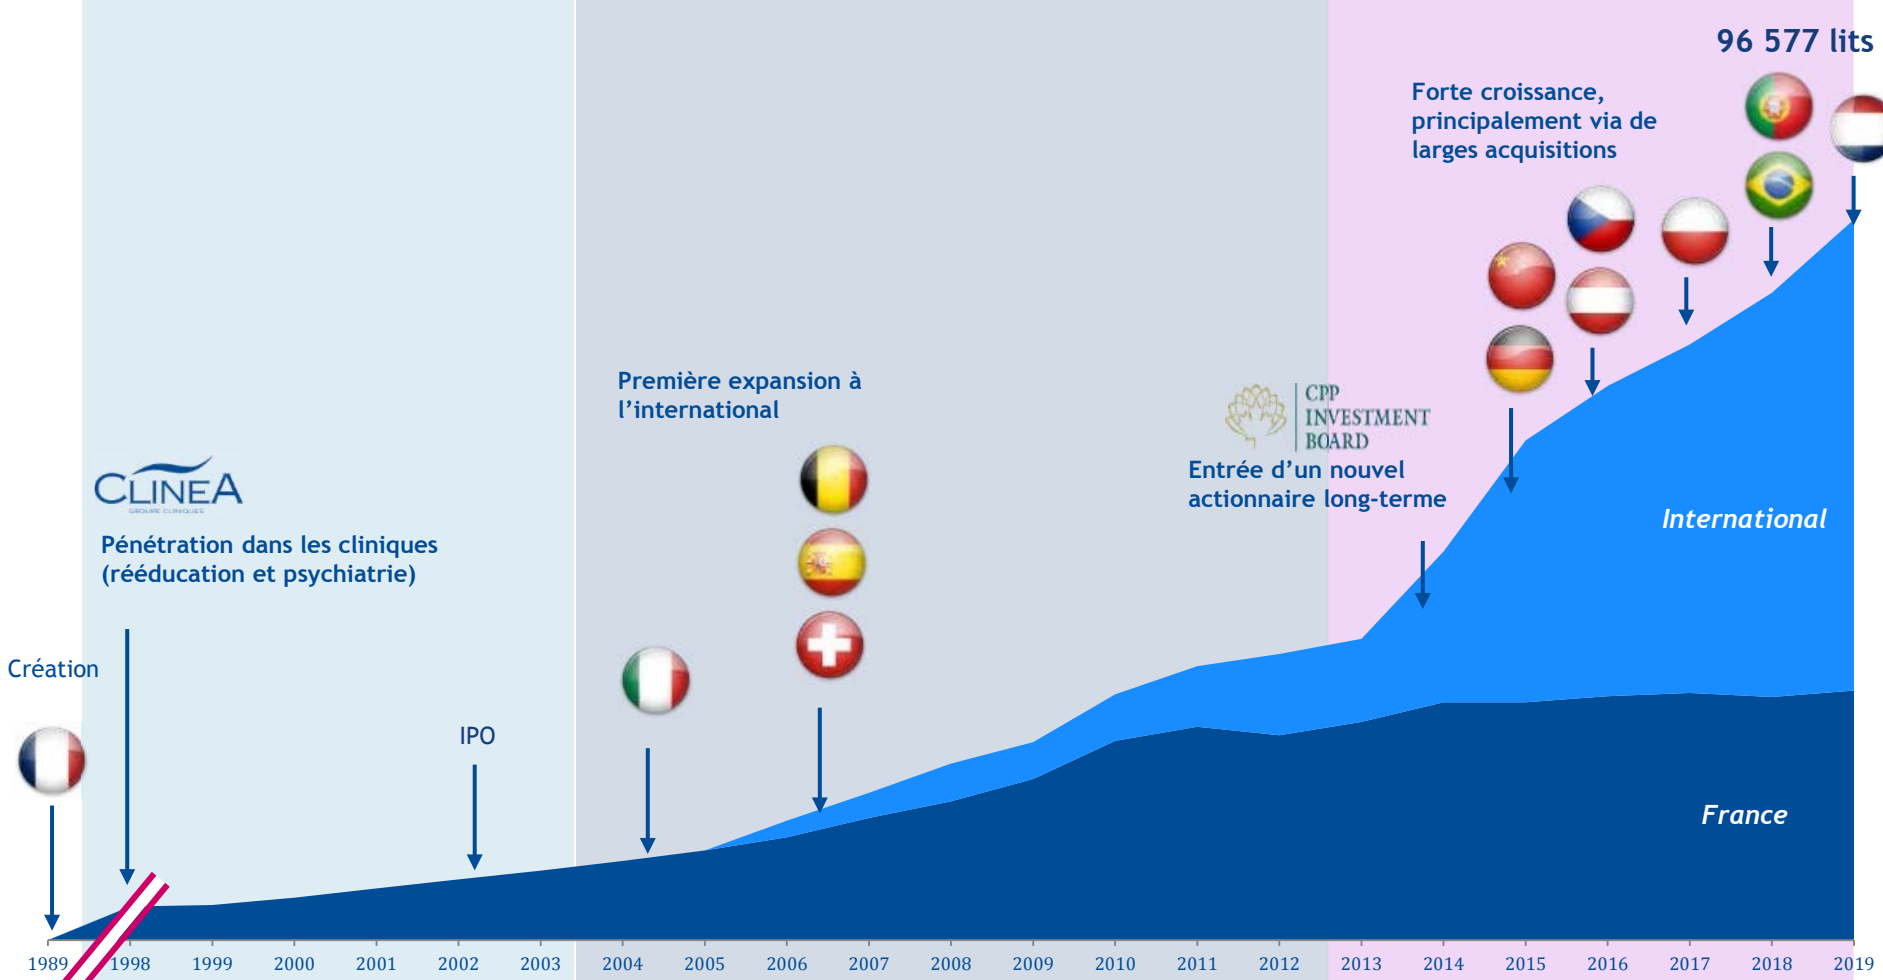 96 577 lits
Forte croissance,
principalement via de
larges acquisitions
Première expansion à
l’international
CPP
INVESTMENT
BOARD
Entrée d’un nouvel
actionnaire long-terme
CLINEA
GROUPE CLINIQUES
Pénétration dans les cliniques
(rééducation et psychiatrie)
International
Création
IPO
France
1989 1998 1999 2000 2001 2002 2003 2004 2005 2006 2007 2008 2009 2010 2011 2012 2013 2014 2015 2016 2017 2018 2019